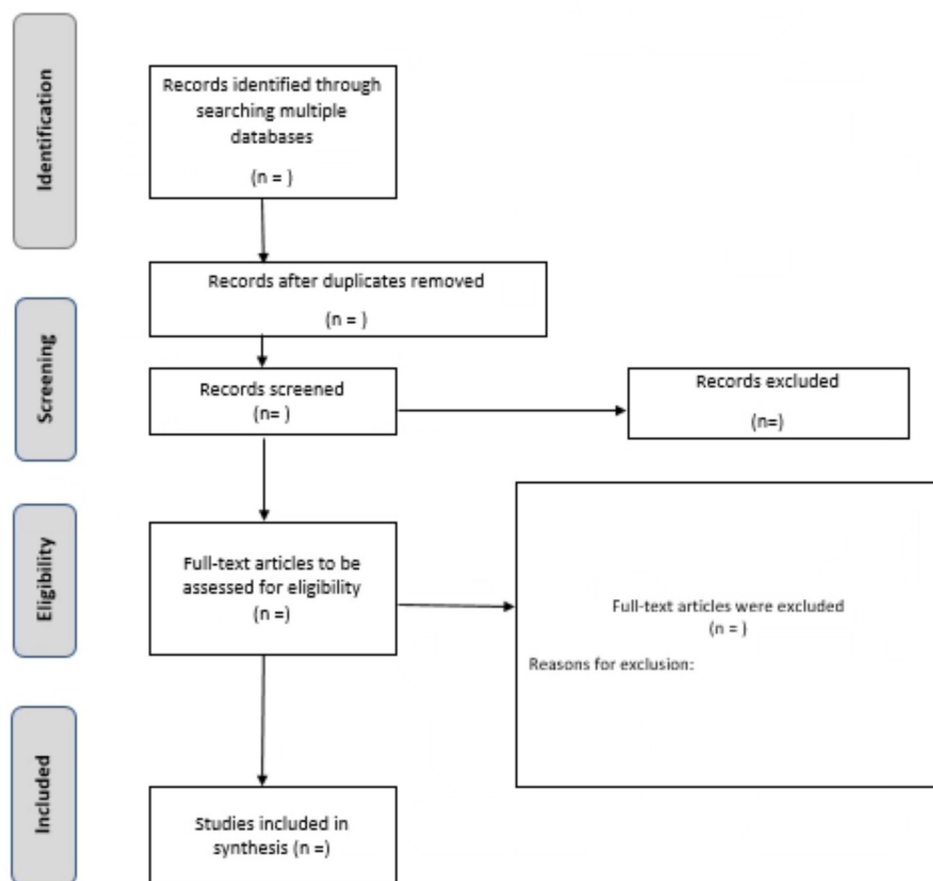 Identification
Records identified through
searching multiple
databases
(n = )
Records after duplicates removed
(n = )
Screening
Records screened
(n= )
Records excluded
(n=)
Eligibility
Full-text articles to be
assessed for eligibility
(n =)
Full-text articles were excluded
(n = )
Reasons for exclusion:
Included
Studies included in
synthesis (n =)